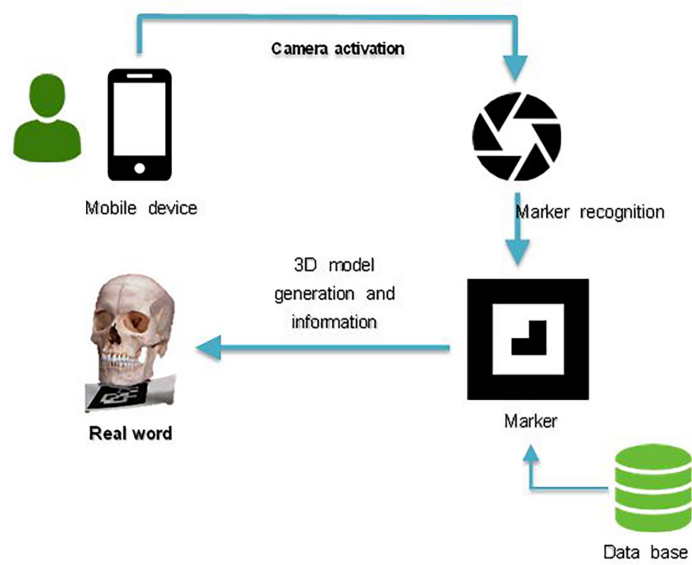 Camera activation
Mobile device
Marker recognition
3D model
generation and
information
Real word
Marker
Data base